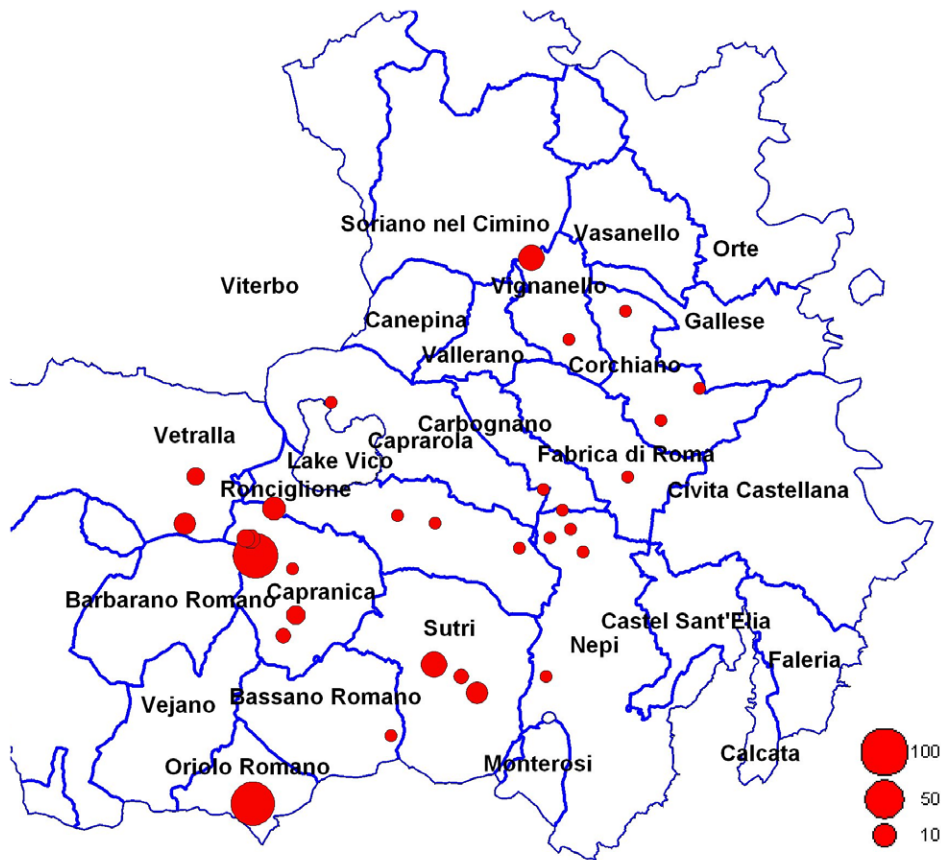 Soriano nel Cimino
Vasanello
Orte
Viterbo
Vignanello
Canepina
Gallese
Vallerano
Corchiano
Carbognano
Vetralla
Caprarola
Lake Vico
Fabrica di Roma
Ronciglione
Civita Castellana
Barbarano Romano
Capranica
Sutri
Castel Sant'Elia
Nepi
Faleria
Vejano
Bassano Romano
Oriolo Romano
Monterosi
Calcata
100
50
10